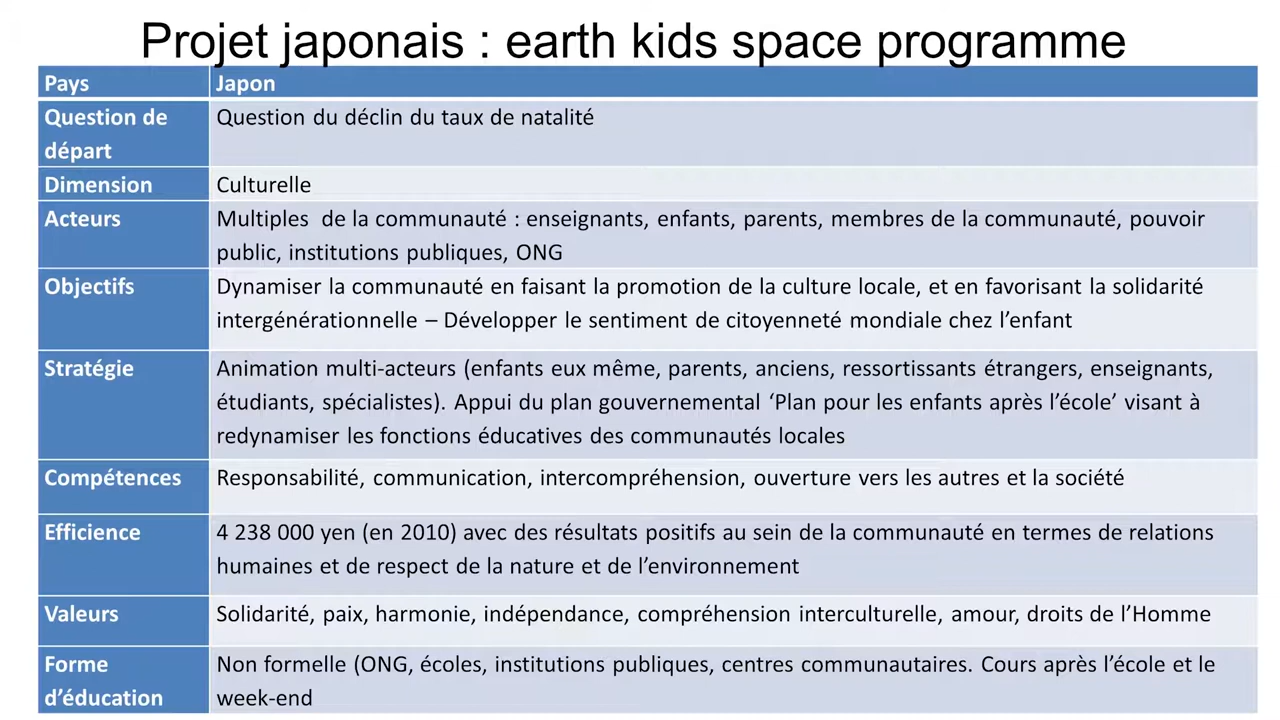 Projet japonais : earth kids space programme
Pays
Japon
Question de
départ
Question du déclin du taux de natalité
Dimension
Culturelle
Acteurs
Multiples de la communauté : enseignants, enfants, parents, membres de la communauté, pouvoir
public, institutions publiques, ONG
Objectifs
Dynamiser la communauté en faisant la promotion de la culture locale, et en favorisant la solidarité
intergénérationnelle – Développer le sentiment de citoyenneté mondiale chez l’enfant
Stratégie
Animation multi-acteurs (enfants eux même, parents, anciens, ressortissants étrangers, enseignants,
étudiants, spécialistes). Appui du plan gouvernemental ‘Plan pour les enfants après l’école’ visant à
redynamiser les fonctions éducatives des communautés locales
Compétences
Responsabilité, communication, intercompréhension, ouverture vers les autres et la société
Efficience
4 238 000 yen (en 2010) avec des résultats positifs au sein de la communauté en termes de relations
humaines et de respect de la nature et de l’environnement
Valeurs
Solidarité, paix, harmonie, indépendance, compréhension interculturelle, amour, droits de l’Homme
Forme
d’éducation
Non formelle (ONG, écoles, institutions publiques, centres communautaires. Cours après l’école et le
week-end